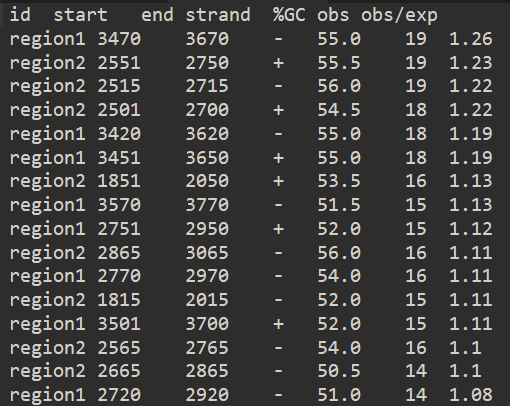 id start end strand %GC obs obs/exp
region1 3470 3670 - 55.0 19 1.26
region2 2551 2750 + 55.5 19 1.23
region2 2515 2715 - 56.0 19 1.22
region2 2501 2700 + 54.5 18 1.22
region1 3420 3620 - 55.0 18 1.19
region1 3451 3650 + 55.0 18 1.19
region2 1851 2050 + 53.5 16 1.13
region1 3570 3770 - 51.5 15 1.13
region1 2751 2950 + 52.0 15 1.12
region2 2865 3065 - 56.0 16 1.11
region1 2770 2970 - 54.0 16 1.11
region2 1815 2015 - 52.0 15 1.11
region1 3501 3700 + 52.0 15 1.11
region2 2565 2765 - 54.0 16 1.1
region2 2665 2865 - 50.5 14 1.1
region1 2720 2920 - 51.0 14 1.08